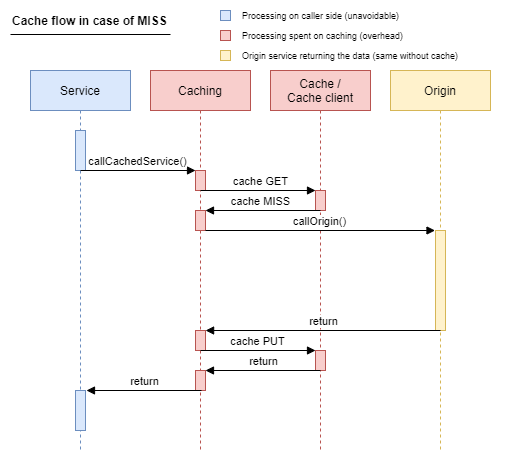 Cache flow in case of MISS
Processing on caller side (unavoidable)
Processing spent on caching (overhead)
Origin service returning the data (same without cache)
Service
Caching
Cache /
Cache client
Origin
callCachedService()
cache GET
cache MISS
callOrigin()
return
cache PUT
return
return